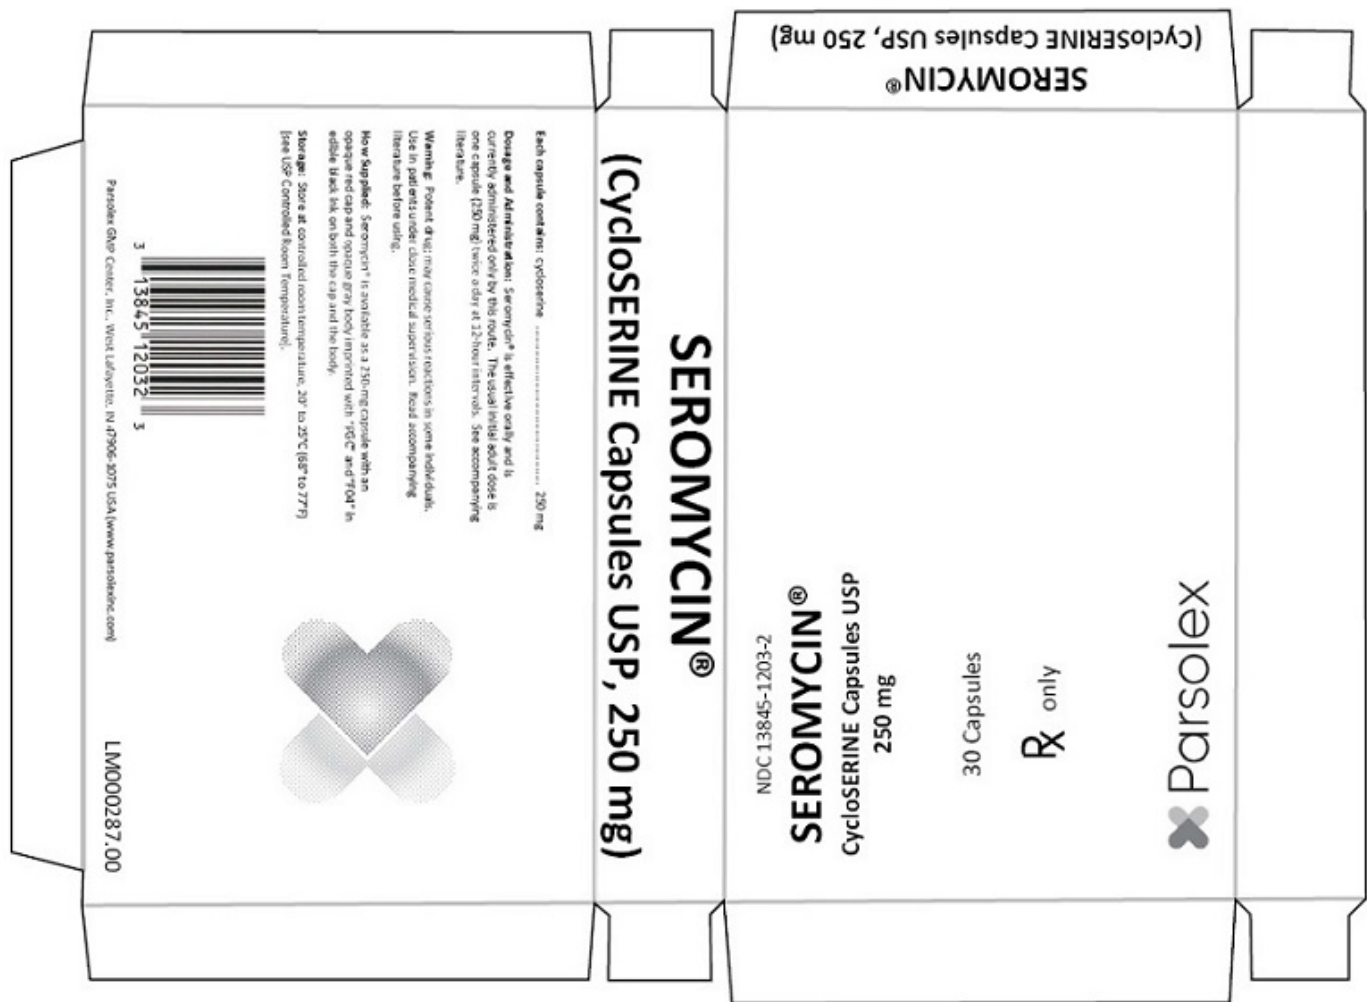 (CycloSERINE Capsules USP, 250 mg)
SEROMYCIN®
Each capsule contains: cycloserine ................................ 250 mg
Dosage and Administration: Seromycin® is effective orally and is
currently administered only by this route. The usual initial adult dose is
one capsule (250 mg) twice a day at 12-hour intervals. See accompanying
literature.
Warning: Potent drug; may cause serious reactions in some individuals.
Use in patients under close medical supervision. Read accompanying
literature before using.
How Supplied: Seromycin® is available as a 250-mg capsule with an
opaque red cap and opaque gray body imprinted with "PGC" and "F04" in
edible black ink on both the cap and the body.
Storage: Store at controlled room temperature, 20° to 25°C (68° to 77°F)
[see USP Controlled Room Temperature].
3 13845 12032 3
Parsolex GMP Center, Inc., West Lafayette, IN 47906-1075 USA (www.parsolexinc.com)
LM000287.00
SEROMYCIN®
(CycloSERINE Capsules USP, 250 mg)
NDC 13845-1203-2
SEROMYCIN®
CycloSERINE Capsules USP
250 mg
30 Capsules
Rx only
Parsolex